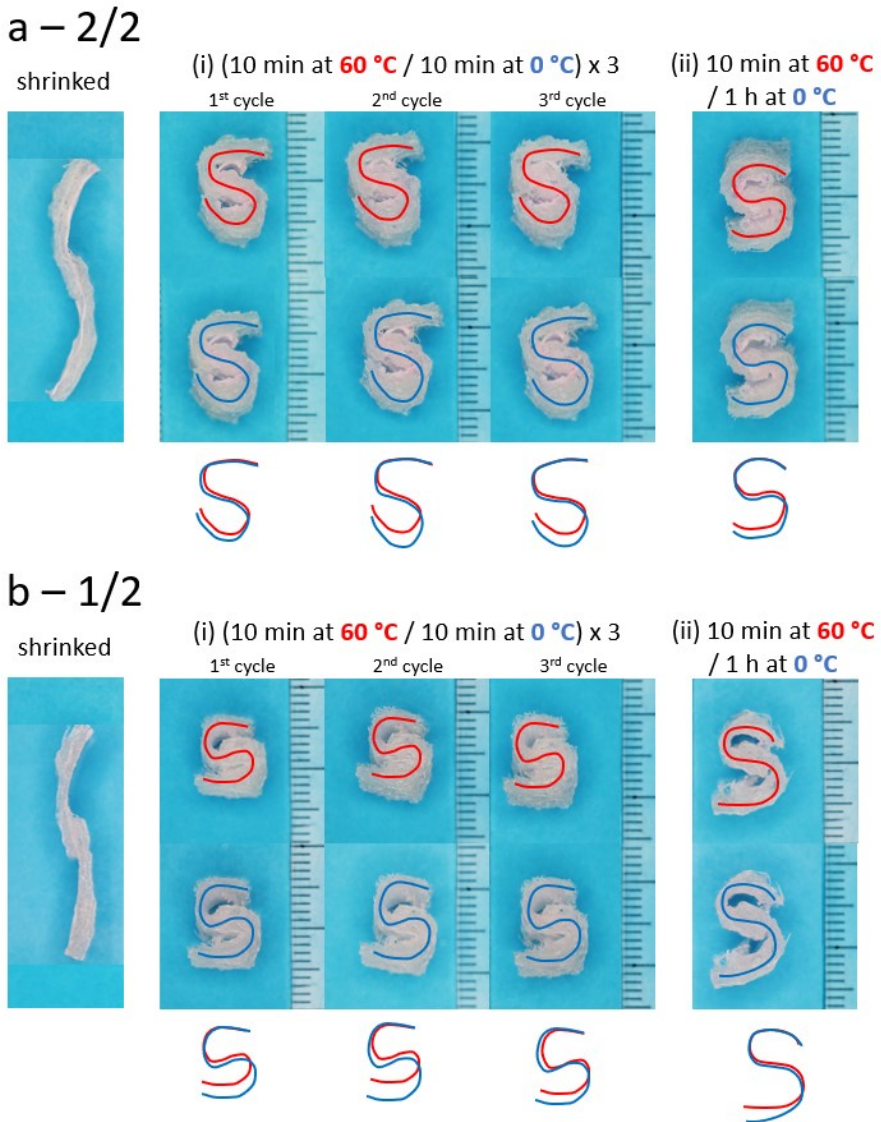 a – 2/2
shrinked
(i) (10 min at 60 °C / 10 min at 0 °C) x 3
1st cycle
2nd cycle
3rd cycle
(ii) 10 min at 60 °C
/ 1 h at 0 °C
b – 1/2
shrinked
(i) (10 min at 60 °C / 10 min at 0 °C) x 3
1st cycle
2nd cycle
3rd cycle
(ii) 10 min at 60 °C
/ 1 h at 0 °C